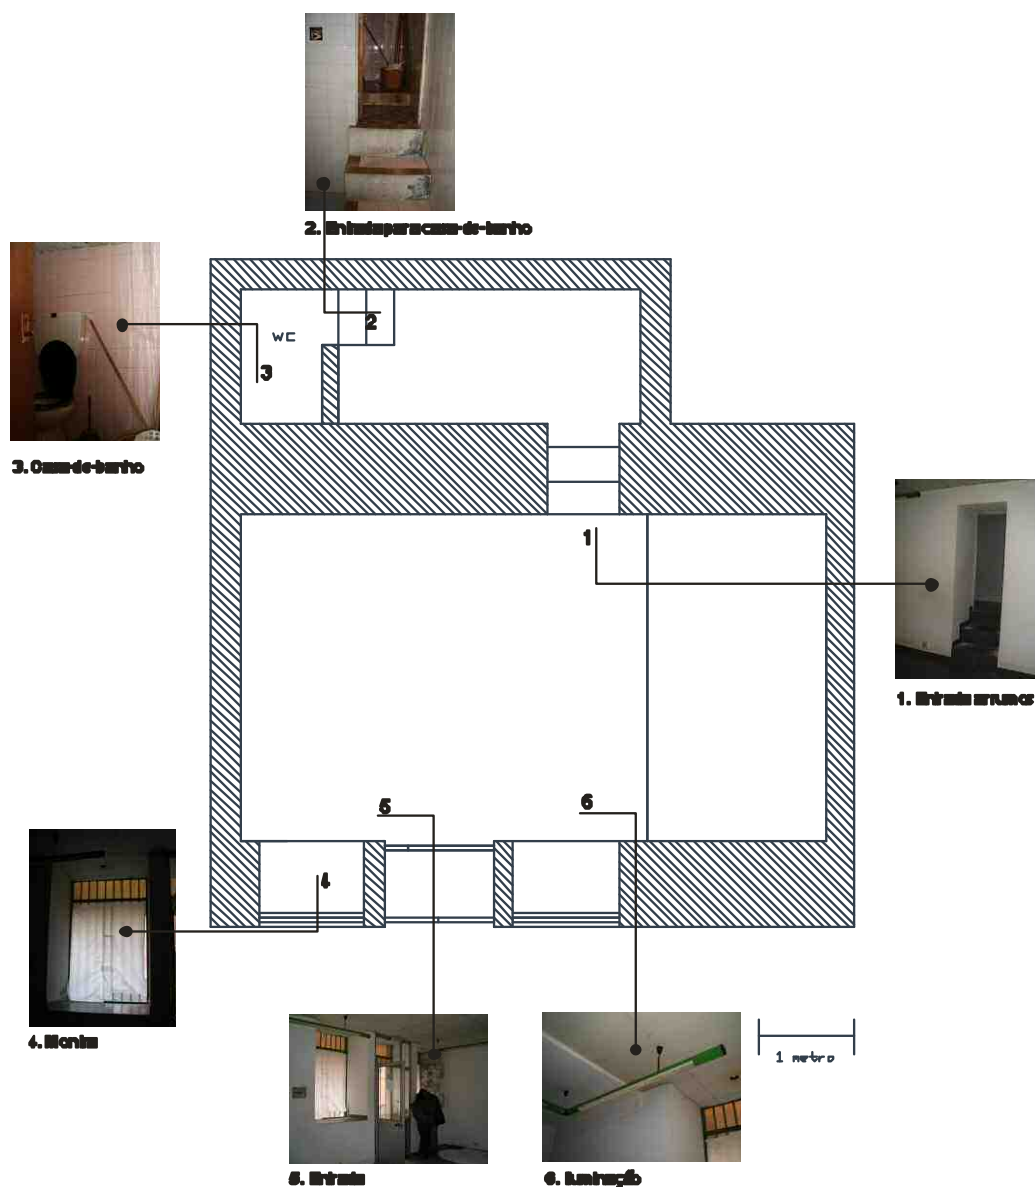 2. Entrada para casa-de-banho
2
WC
3
3. Casa-de-banho
1
1. Entrada arrumos
5
6
4
4. Montra
1 metro
5. Entrada
6. Iluminação